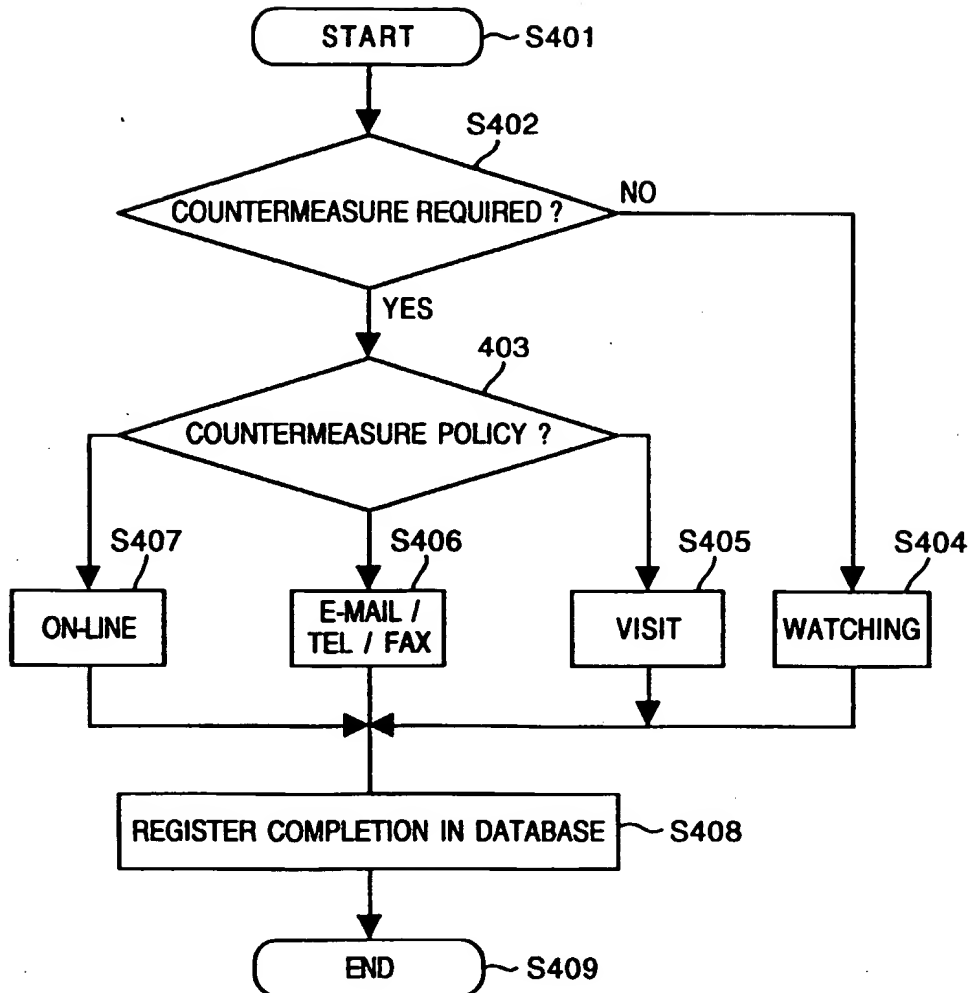 START
S401
S402
COUNTERMEASURE REQUIRED ?
NO
YES
403
COUNTERMEASURE POLICY ?
S407
S406
S405
S404
ON-LINE
E-MAIL /
TEL / FAX
VISIT
WATCHING
REGISTER COMPLETION IN DATABASE
S408
END
S409